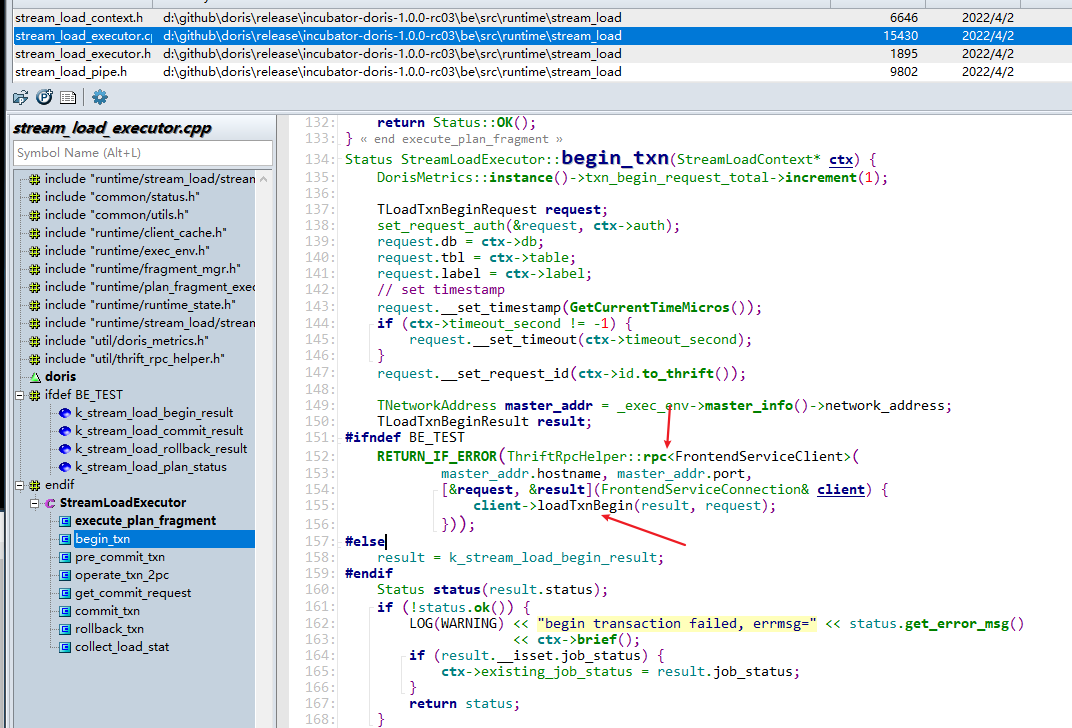 stream_load_context.h d:\github\doris\release\incubator-doris-1.0.0-rc03\be\src\runtime\stream_load 6646 2022/4/2
stream_load_executor.c d:\github\doris\release\incubator-doris-1.0.0-rc03\be\src\runtime\stream_load 15430 2022/4/2
stream_load_executor.h d:\github\doris\release\incubator-doris-1.0.0-rc03\be\src\runtime\stream_load 1895 2022/4/2
stream_load_pipe.h d:\github\doris\release\incubator-doris-1.0.0-rc03\be\src\runtime\stream_load 9802 2022/4/2
stream_load_executor.cpp
Symbol Name (Alt+L)
include "runtime/stream_load/stream
include "common/status.h"
include "common/utils.h"
include "runtime/client_cache.h"
include "runtime/exec_env.h"
include "runtime/fragment_mgr.h"
include "runtime/plan_fragment_exec
include "runtime/runtime_state.h"
include "runtime/stream_load/stream
include "util/doris_metrics.h"
include "util/thrift_rpc_helper.h"
doris
ifdef BE_TEST
k_stream_load_begin_result
k_stream_load_commit_result
k_stream_load_rollback_result
k_stream_load_plan_status
endif
StreamLoadExecutor
execute_plan_fragment
begin_txn
pre_commit_txn
operate_txn_2pc
get_commit_request
commit_txn
rollback_txn
collect_load_stat
132: return Status::OK();
133: } « end execute_plan_fragment »
134: Status StreamLoadExecutor::begin_txn(StreamLoadContext* ctx) {
135: DorisMetrics::instance()->txn_begin_request_total->increment(1);
136:
137: TLoadTxnBeginRequest request;
138: set_request_auth(&request, ctx->auth);
139: request.db = ctx->db;
140: request.tbl = ctx->table;
141: request.label = ctx->label;
142: // set timestamp
143: request.__set_timestamp(GetCurrentTimeMicros());
144: if (ctx->timeout_second != -1) {
145: request.__set_timeout(ctx->timeout_second);
146: }
147: request.__set_request_id(ctx->id.to_thrift());
148:
149: TNetworkAddress master_addr = _exec_env->master_info()->network_address;
150: TLoadTxnBeginResult result;
151: #ifndef BE_TEST
152: RETURN_IF_ERROR(ThriftRpcHelper::rpc<FrontendServiceClient>(
153: master_addr.hostname, master_addr.port,
154: [&request, &result](FrontendServiceConnection& client) {
155: client->loadTxnBegin(result, request);
156: }));
157: #else
158: result = k_stream_load_begin_result;
159: #endif
160: Status status(result.status);
161: if (!status.ok()) {
162: LOG(WARNING) << "begin transaction failed, errmsg=" << status.get_error_msg()
163: << ctx->brief();
164: if (result.__isset.job_status) {
165: ctx->existing_job_status = result.job_status;
166: }
167: return status;
168: }